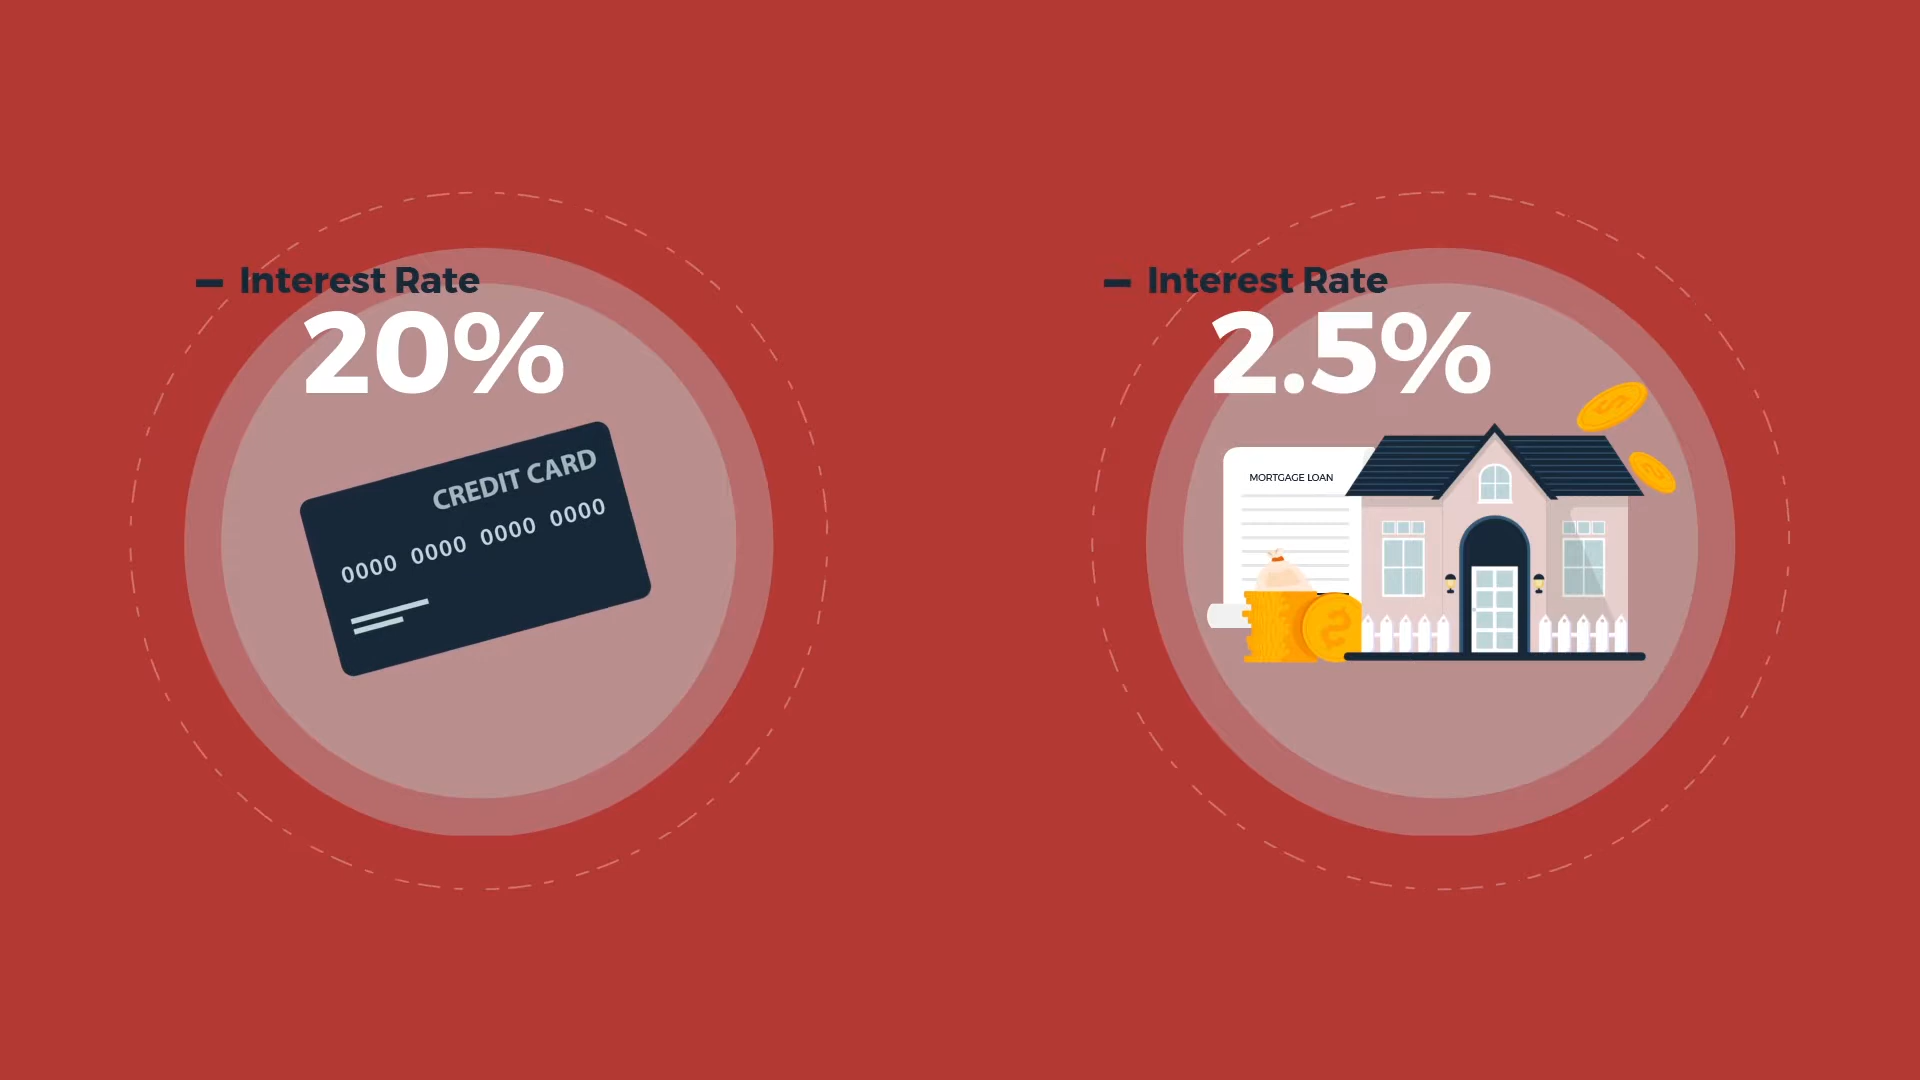 — Interest Rate
20%
CREDIT CARD
0000 0000 0000 0000
— Interest Rate
2.5%
MORTGAGE LOAN